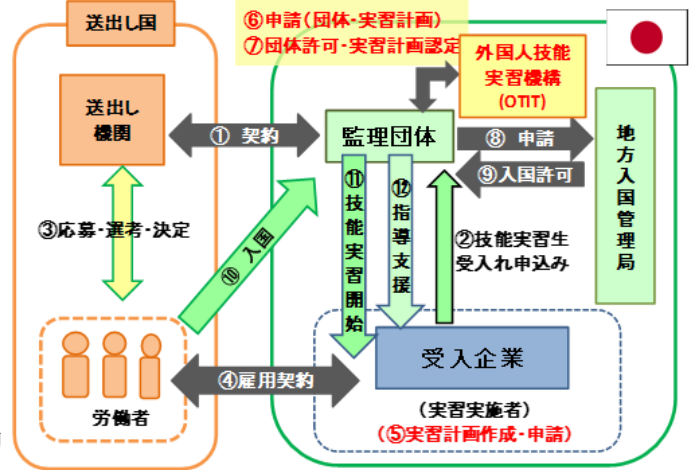 送出し国
⑥申請(団体・実習計画)
⑦団体許可・実習計画認定
外国人技能
実習機構
(OTIT)
送出し
機関
①契約
監理団体
⑧申請
⑨入国許可
地方入国管理局
③応募・選考・決定
⑩入国
⑪技能実習開始
⑫指導支援
②技能実習生
受入れ申込み
労働者
④雇用契約
受入企業
(実習実施者)
(⑤実習計画作成・申請)